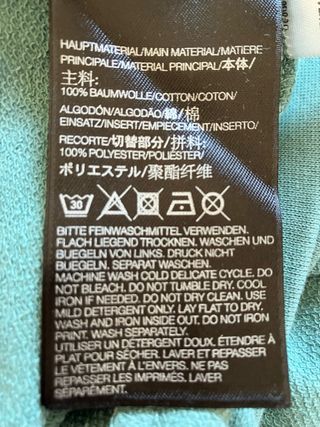 HAUPTMATERIAL/MAIN MATERIAL/MATIERE
PRINCIPALE/MATERIAL PRINCIPAL/本体/
主料:
100% BAUMWOLLE/COTTON/COTON/
ALGODÓN/ALGODÃO/綿/棉
EINSATZ/INSERT/EMPIECEMENT/INSERTO/
RECORTE/切替部分/拼料:
100% POLYESTER/POLIÉSTER/
ポリエステル/聚酯纤维
30
BITTE FEINWASCHMITTEL VERWENDEN.
FLACH LIEGEND TROCKNEN. WASCHEN UND
BUEGELN VON LINKS. DRUCK NICHT
BUEGELN. SEPARAT WASCHEN.
MACHINE WASH COLD DELICATE CYCLE. DO
NOT BLEACH. DO NOT TUMBLE DRY. COOL
IRON IF NEEDED. DO NOT DRY CLEAN. USE
MILD DETERGENT ONLY. LAY FLAT TO DRY.
WASH AND IRON INSIDE OUT. DO NOT IRON
PRINT. WASH SEPARATELY.
UTILISER UN DÉTERGENT DOUX. ÉTENDRE À
PLAT POUR SÉCHER. LAVER ET REPASSER
LE VÊTEMENT À L'ENVERS. NE PAS
REPASSER LES IMPRIMÉS. LAVER
SÉPARÉMENT.